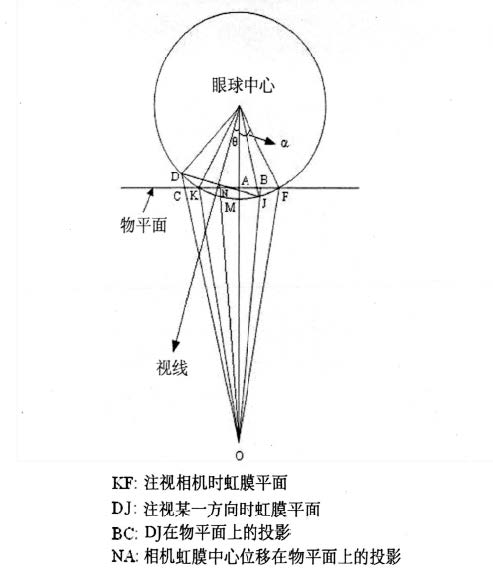 眼球中心
θ
α
D
A
B
C
K
N
J
F
M
物平面
视线
O
KF: 注视相机时虹膜平面
DJ: 注视某一方向时虹膜平面
BC: DJ在物平面上的投影
NA: 相机虹膜中心位移在物平面上的投影